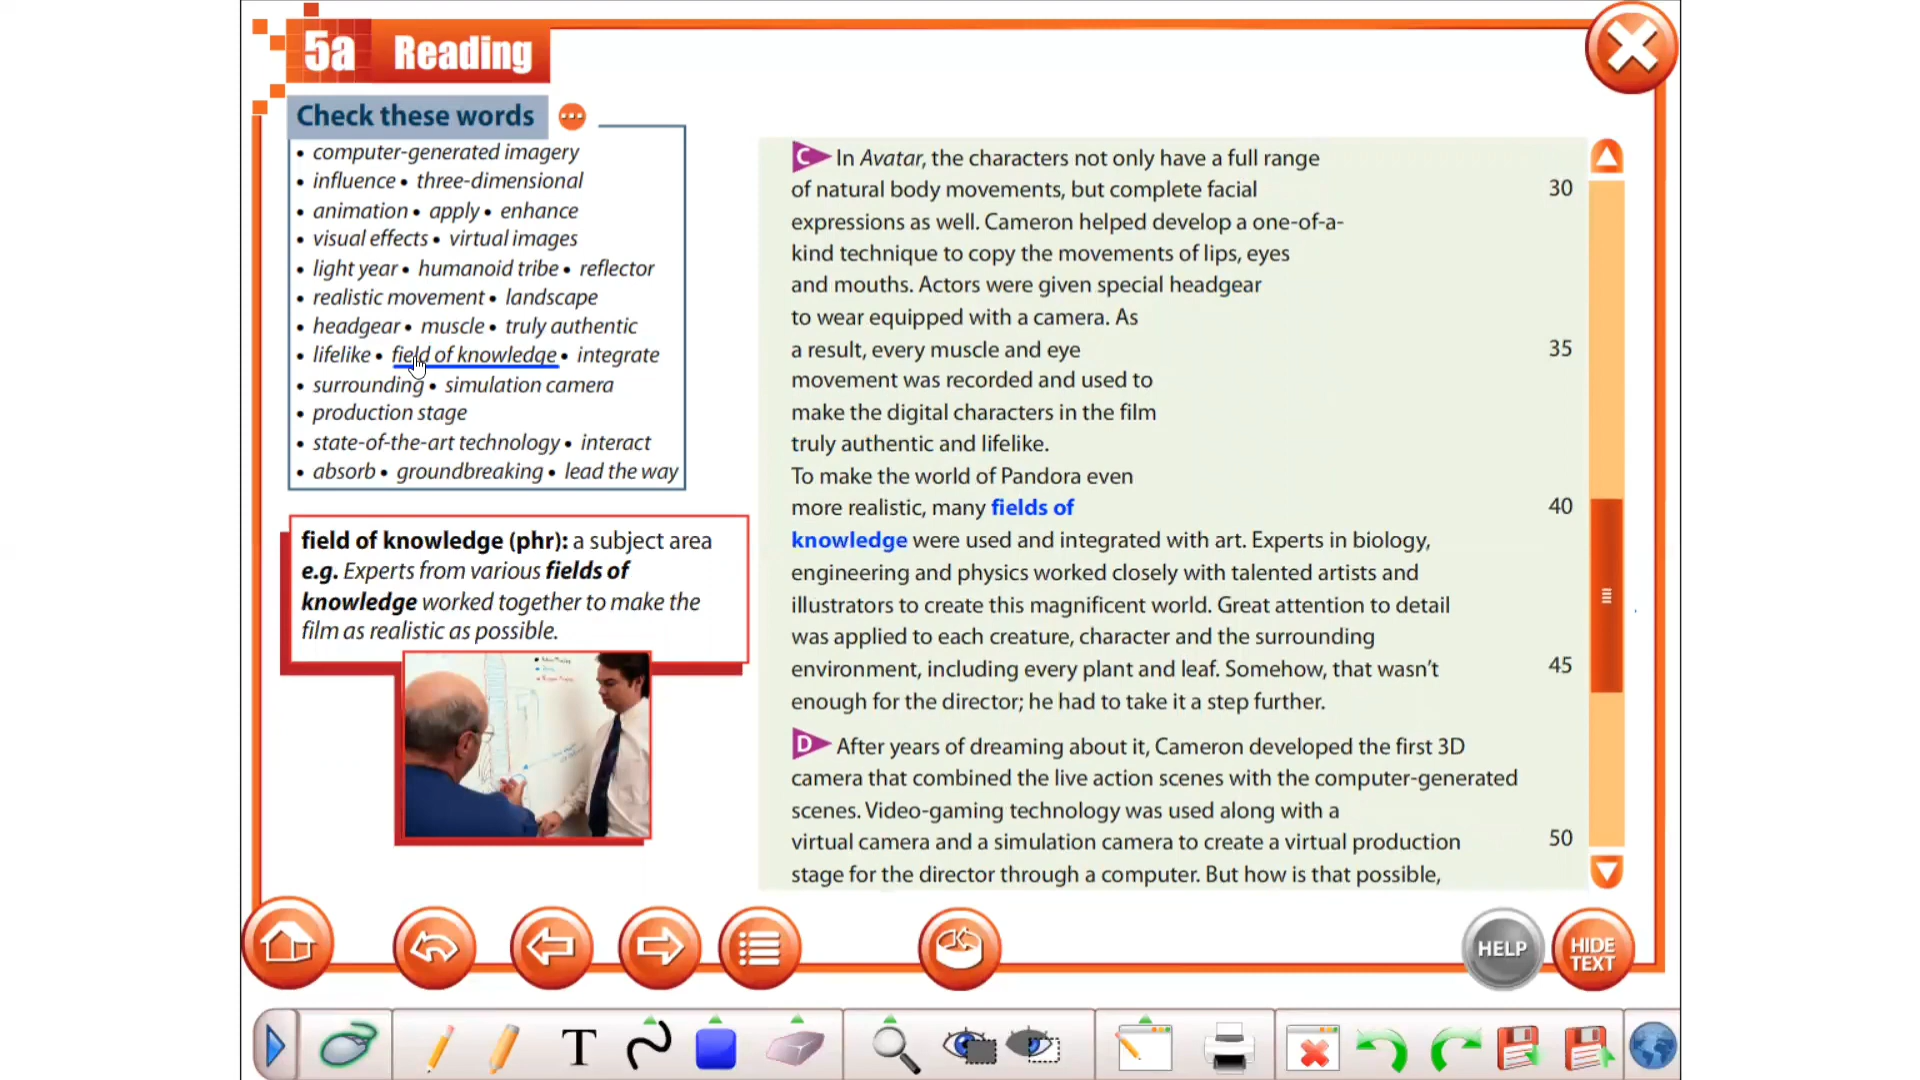 5a Reading
Check these words
• computer-generated imagery
• influence • three-dimensional
• animation • apply • enhance
• visual effects • virtual images
• light year • humanoid tribe • reflector
• realistic movement • landscape
• headgear • muscle • truly authentic
• lifelike • field of knowledge • integrate
• surrounding • simulation camera
• production stage
• state-of-the-art technology • interact
• absorb • groundbreaking • lead the way
field of knowledge (phr): a subject area
e.g. Experts from various fields of
knowledge worked together to make the
film as realistic as possible.
C In Avatar, the characters not only have a full range
of natural body movements, but complete facial 30
expressions as well. Cameron helped develop a one-of-a-
kind technique to copy the movements of lips, eyes
and mouths. Actors were given special headgear
to wear equipped with a camera. As
a result, every muscle and eye 35
movement was recorded and used to
make the digital characters in the film
truly authentic and lifelike.
To make the world of Pandora even
more realistic, many fields of 40
knowledge were used and integrated with art. Experts in biology,
engineering and physics worked closely with talented artists and
illustrators to create this magnificent world. Great attention to detail
was applied to each creature, character and the surrounding
environment, including every plant and leaf. Somehow, that wasn't 45
enough for the director; he had to take it a step further.
D After years of dreaming about it, Cameron developed the first 3D
camera that combined the live action scenes with the computer-generated
scenes. Video-gaming technology was used along with a
virtual camera and a simulation camera to create a virtual production 50
stage for the director through a computer. But how is that possible,
HELP
HIDE
TEXT
T